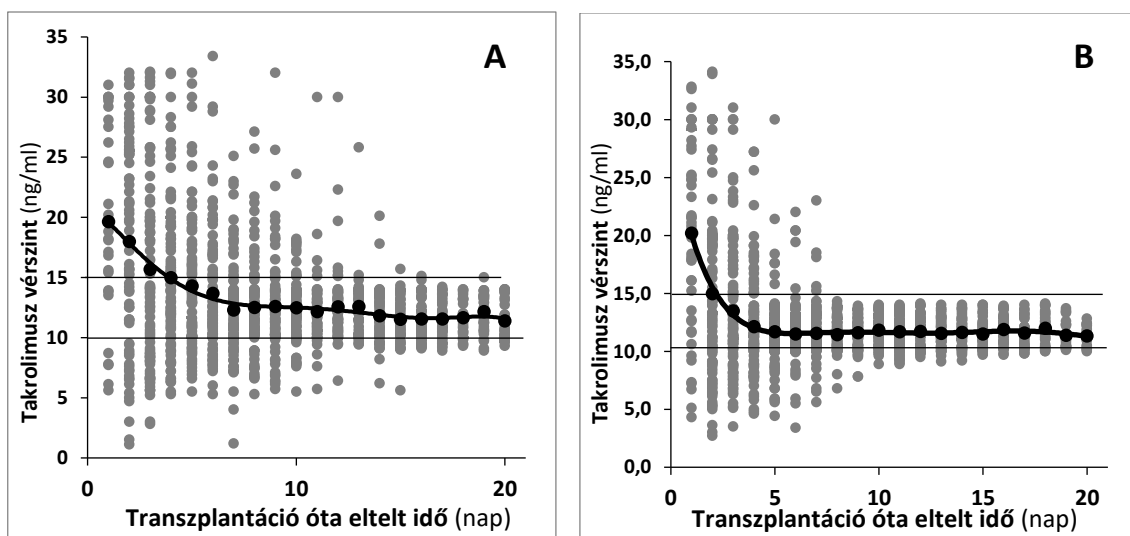 A
Takrolimusz vérszint (ng/ml)
35
30
25
20
15
10
5
0
0 10 20
Transzplantáció óta eltelt idő (nap)
B
Takrolimusz vérszint (ng/ml)
35,0
30,0
25,0
20,0
15,0
10,0
5,0
0,0
0 5 10 15 20
Transzplantáció óta eltelt idő (nap)